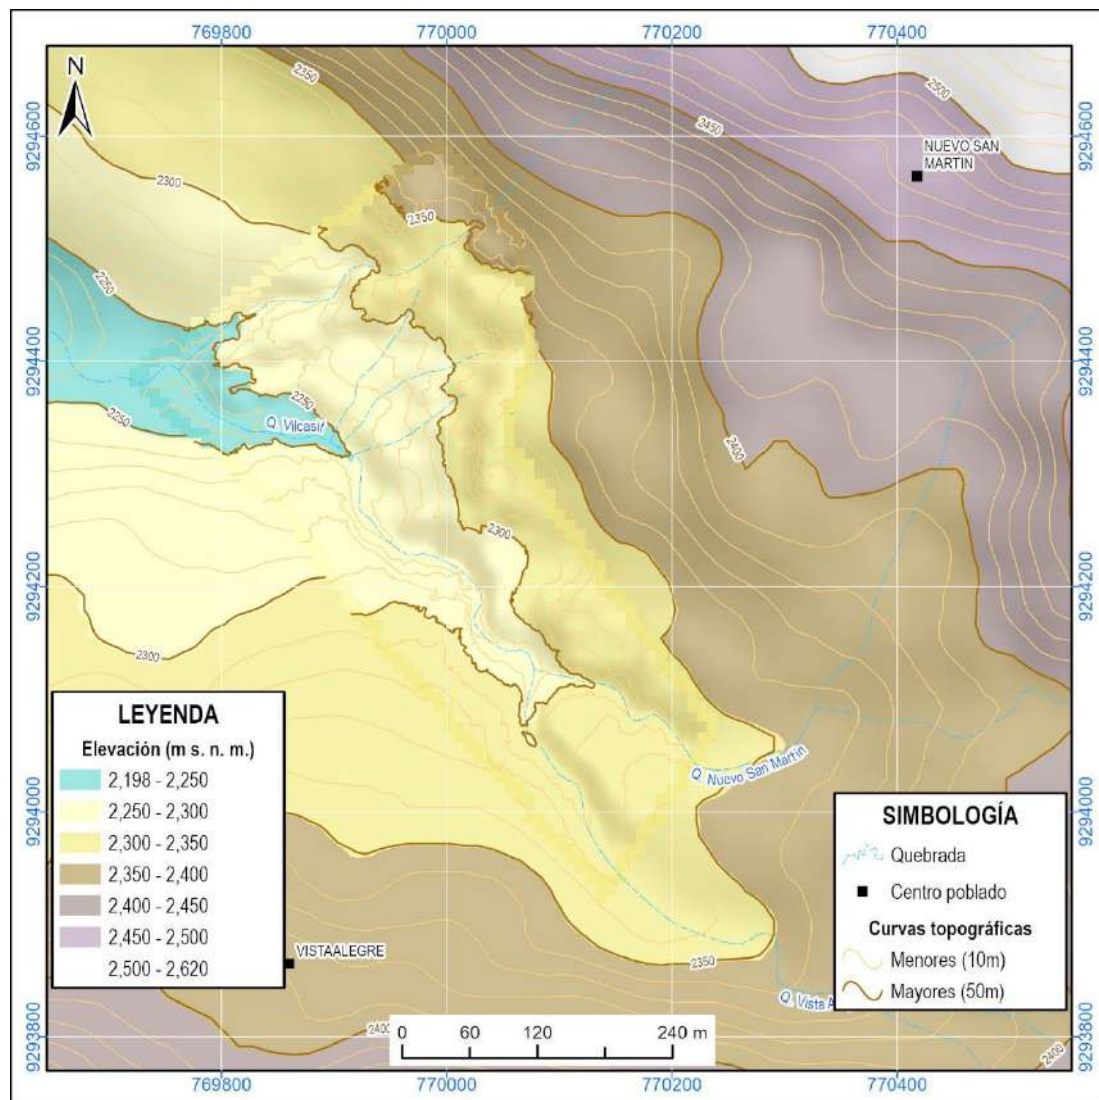 769800
770000
770200
770400
N
2350
2500
2450
9294600
9294600
NUEVO SAN
MARTIN
2300
2350
2250
9294400
9294400
2250
2250
Q. Vilcasit
2400
2300
9294200
9294200
2300
LEYENDA
Elevación (m s. n. m.)
2,198 - 2,250
2,250 - 2,300
2,300 - 2,350
2,350 - 2,400
2,400 - 2,450
2,450 - 2,500
2,500 - 2,620
Q. Nuevo San Martín
9294000
9294000
SIMBOLOGÍA
Quebrada
Centro poblado
Curvas topográficas
Menores (10m)
Mayores (50m)
VISTAALEGRE
2350
Q. Vista A
2400
2400
9293800
9293800
0 60 120 240 m
769800
770000
770200
770400